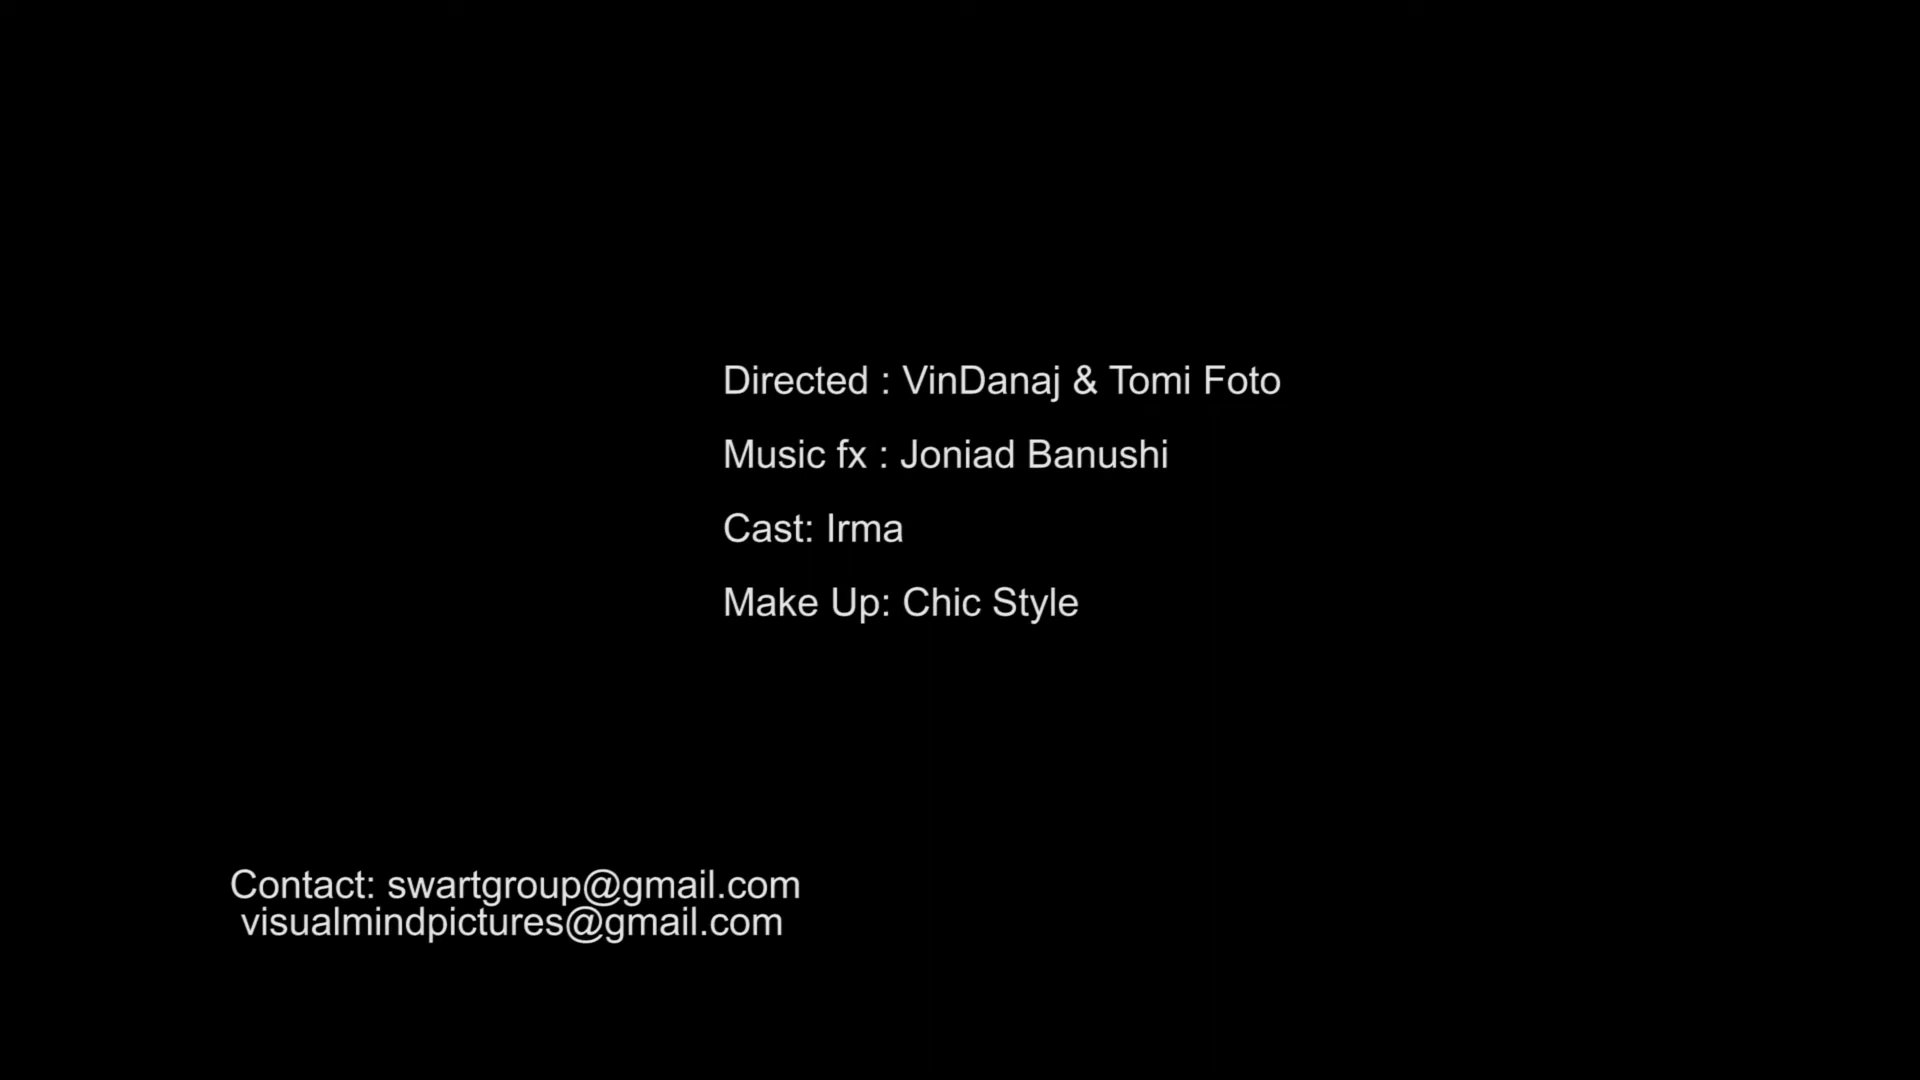 Directed : VinDanaj & Tomi Foto
Music fx : Joniad Banushi
Cast: Irma
Make Up: Chic Style
Contact: swartgroup@gmail.com
visualmindpictures@gmail.com